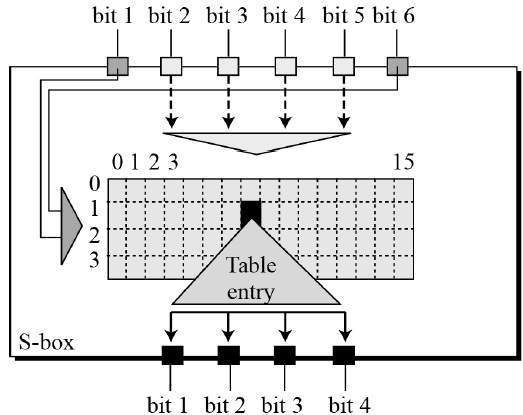 bit 1 bit 2 bit 3 bit 4 bit 5 bit 6
0 1 2 3 15
0
1
2
3
Table
entry
S-box
bit 1 bit 2 bit 3 bit 4